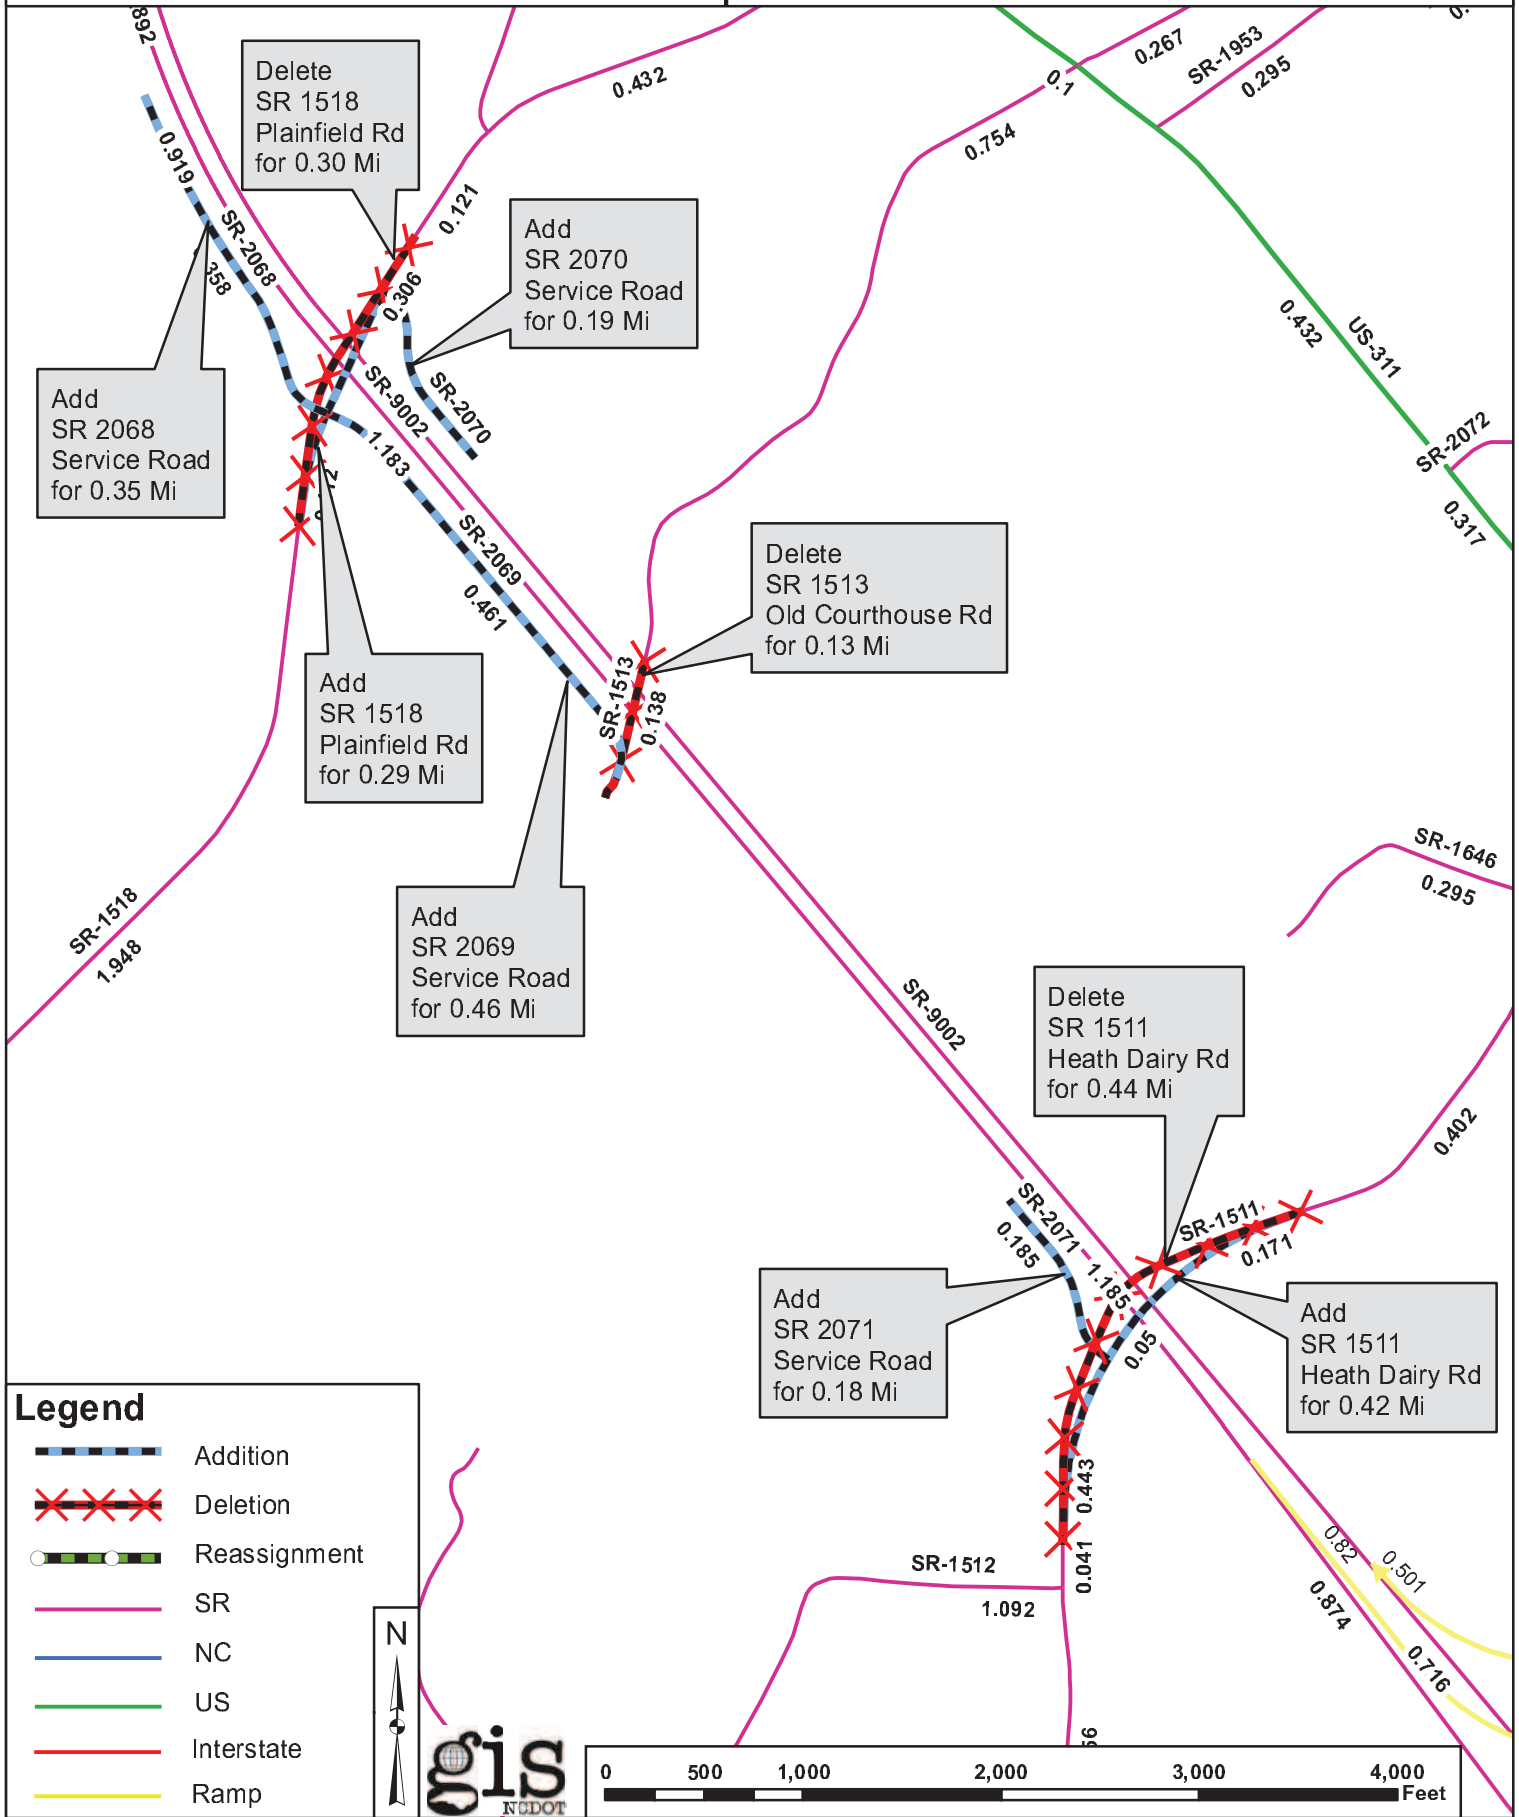 892
0.919
SR-2068
358
Delete
SR 1518
Plainfield Rd
for 0.30 Mi
0.432
0.121
0.306
Add
SR 2070
Service Road
for 0.19 Mi
SR-2070
SR-9002
1.183
Add
SR 2068
Service Road
for 0.35 Mi
SR-2069
0.461
0.754
0.1
0.267
SR-1953
0.295
0.432
US-311
SR-2072
0.317
Delete
SR 1513
Old Courthouse Rd
for 0.13 Mi
SR-1513
0.138
Add
SR 1518
Plainfield Rd
for 0.29 Mi
SR-1518
1.948
Add
SR 2069
Service Road
for 0.46 Mi
SR-1646
0.295
SR-9002
Delete
SR 1511
Heath Dairy Rd
for 0.44 Mi
0.402
SR-2071
0.185
1.185
SR-1511
0.171
0.05
Add
SR 2071
Service Road
for 0.18 Mi
Add
SR 1511
Heath Dairy Rd
for 0.42 Mi
0.443
0.041
SR-1512
1.092
0.82
0.501
0.874
0.716
Legend
Addition
Deletion
Reassignment
SR
NC
US
Interstate
Ramp
N
gis
NCDOT
0 500 1,000 2,000 3,000 4,000
Feet